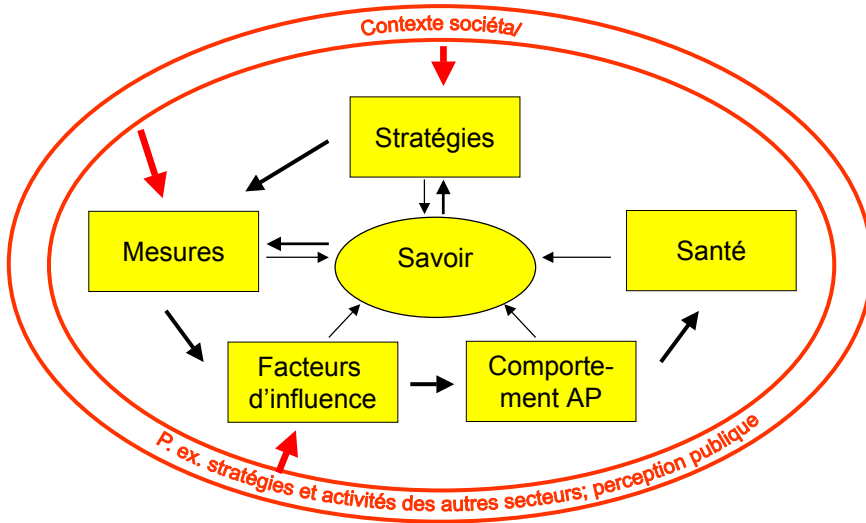 Contexte sociéta/
Stratégies
Mesures
Savoir
Santé
Facteurs
d'influence
Comporte-
ment AP
P. ex. stratégies et activités des autres secteurs; perception publique